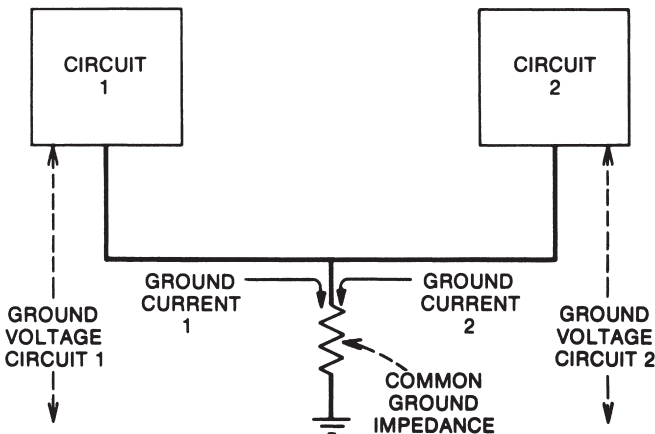 CIRCUIT
1
CIRCUIT
2
GROUND
CURRENT
1
GROUND
CURRENT
2
GROUND
VOLTAGE
CIRCUIT 1
GROUND
VOLTAGE
CIRCUIT 2
COMMON
GROUND
IMPEDANCE